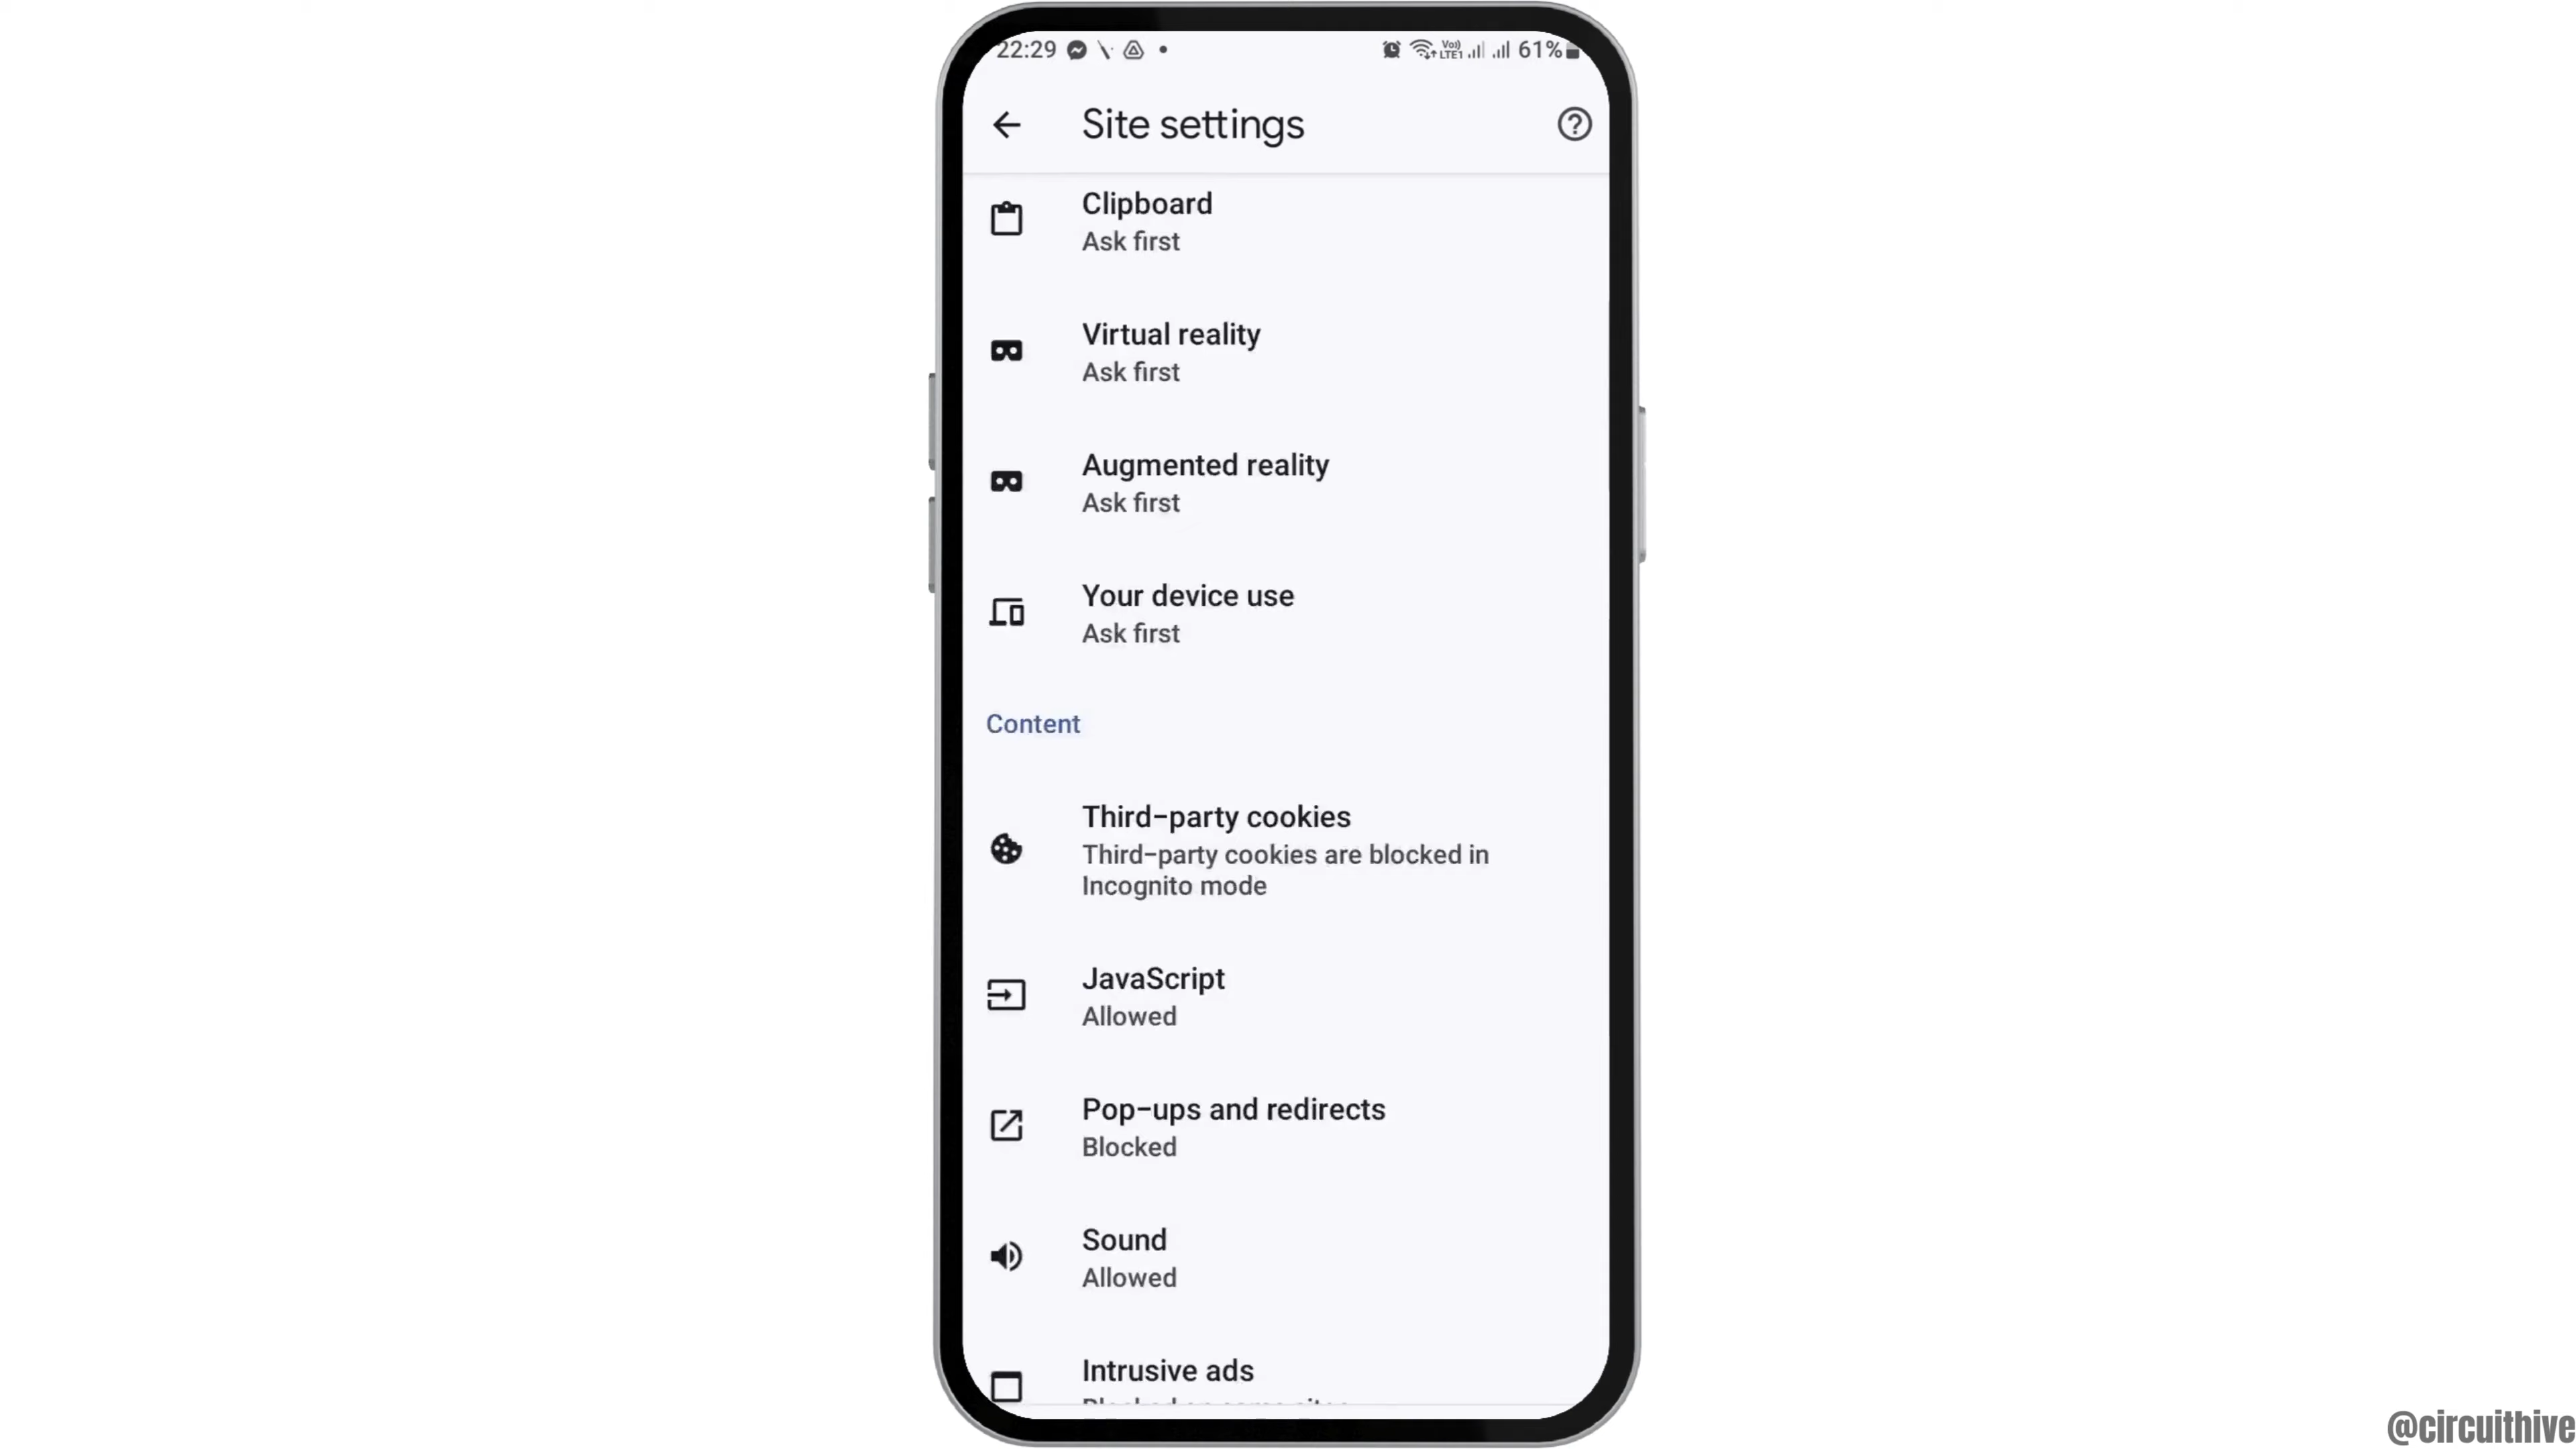 22:29
Vo)) LTE1 61%
Site settings
Clipboard
Ask first
Virtual reality
Ask first
Augmented reality
Ask first
Your device use
Ask first
Content
Third-party cookies
Third-party cookies are blocked in
Incognito mode
JavaScript
Allowed
Pop-ups and redirects
Blocked
Sound
Allowed
Intrusive ads
@circuithive